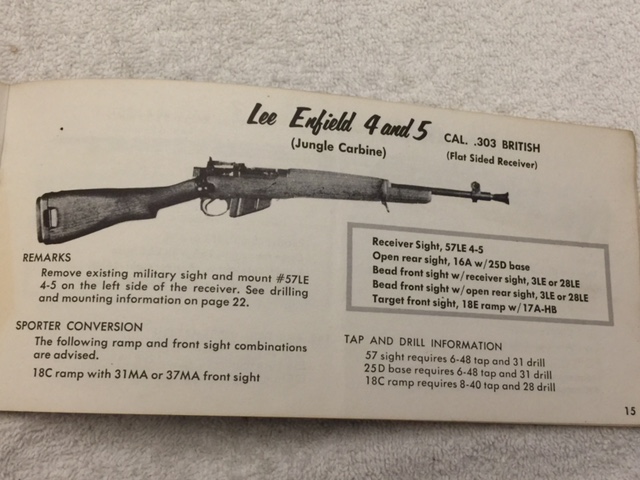 Lee Enfield 4 and 5 CAL. .303 BRITISH
(Jungle Carbine) (Flat Sided Receiver)
REMARKS
Remove existing military sight and mount #57LE
4-5 on the left side of the receiver. See drilling
and mounting information on page 22.
SPORTER CONVERSION
The following ramp and front sight combinations
are advised.
18C ramp with 31MA or 37MA front sight
Receiver Sight, 57LE 4-5
Open rear sight, 16A w/25D base
Bead front sight w/receiver sight, 3LE or 28LE
Bead front sight w/open rear sight, 3LE or 28LE
Target front sight, 18E ramp w/17A-HB
TAP AND DRILL INFORMATION
57 sight requires 6-48 tap and 31 drill
25D base requires 6-48 tap and 31 drill
18C ramp requires 8-40 tap and 28 drill
15